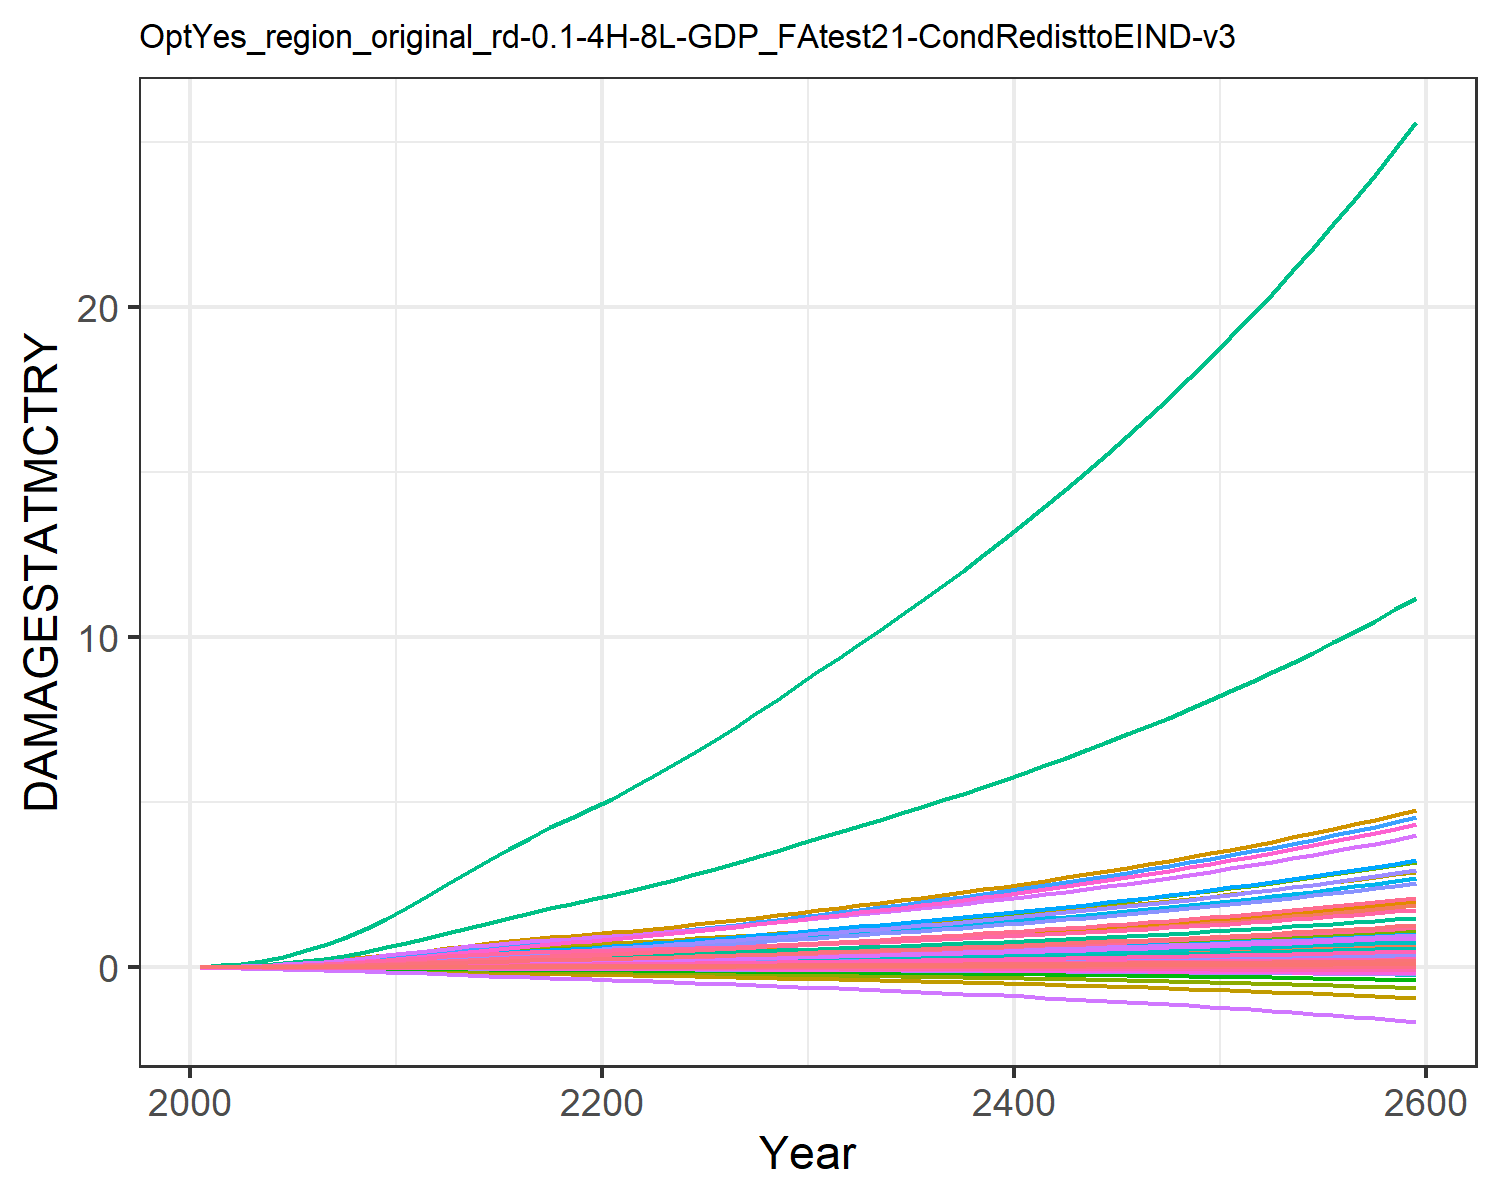 OptYes_region_original_rd-0.1-4H-8L-GDP_FAtest21-CondRedisttoEIND-v3
DAMAGESTATMCTRY
20
10
0
2000
2200
2400
2600
Year